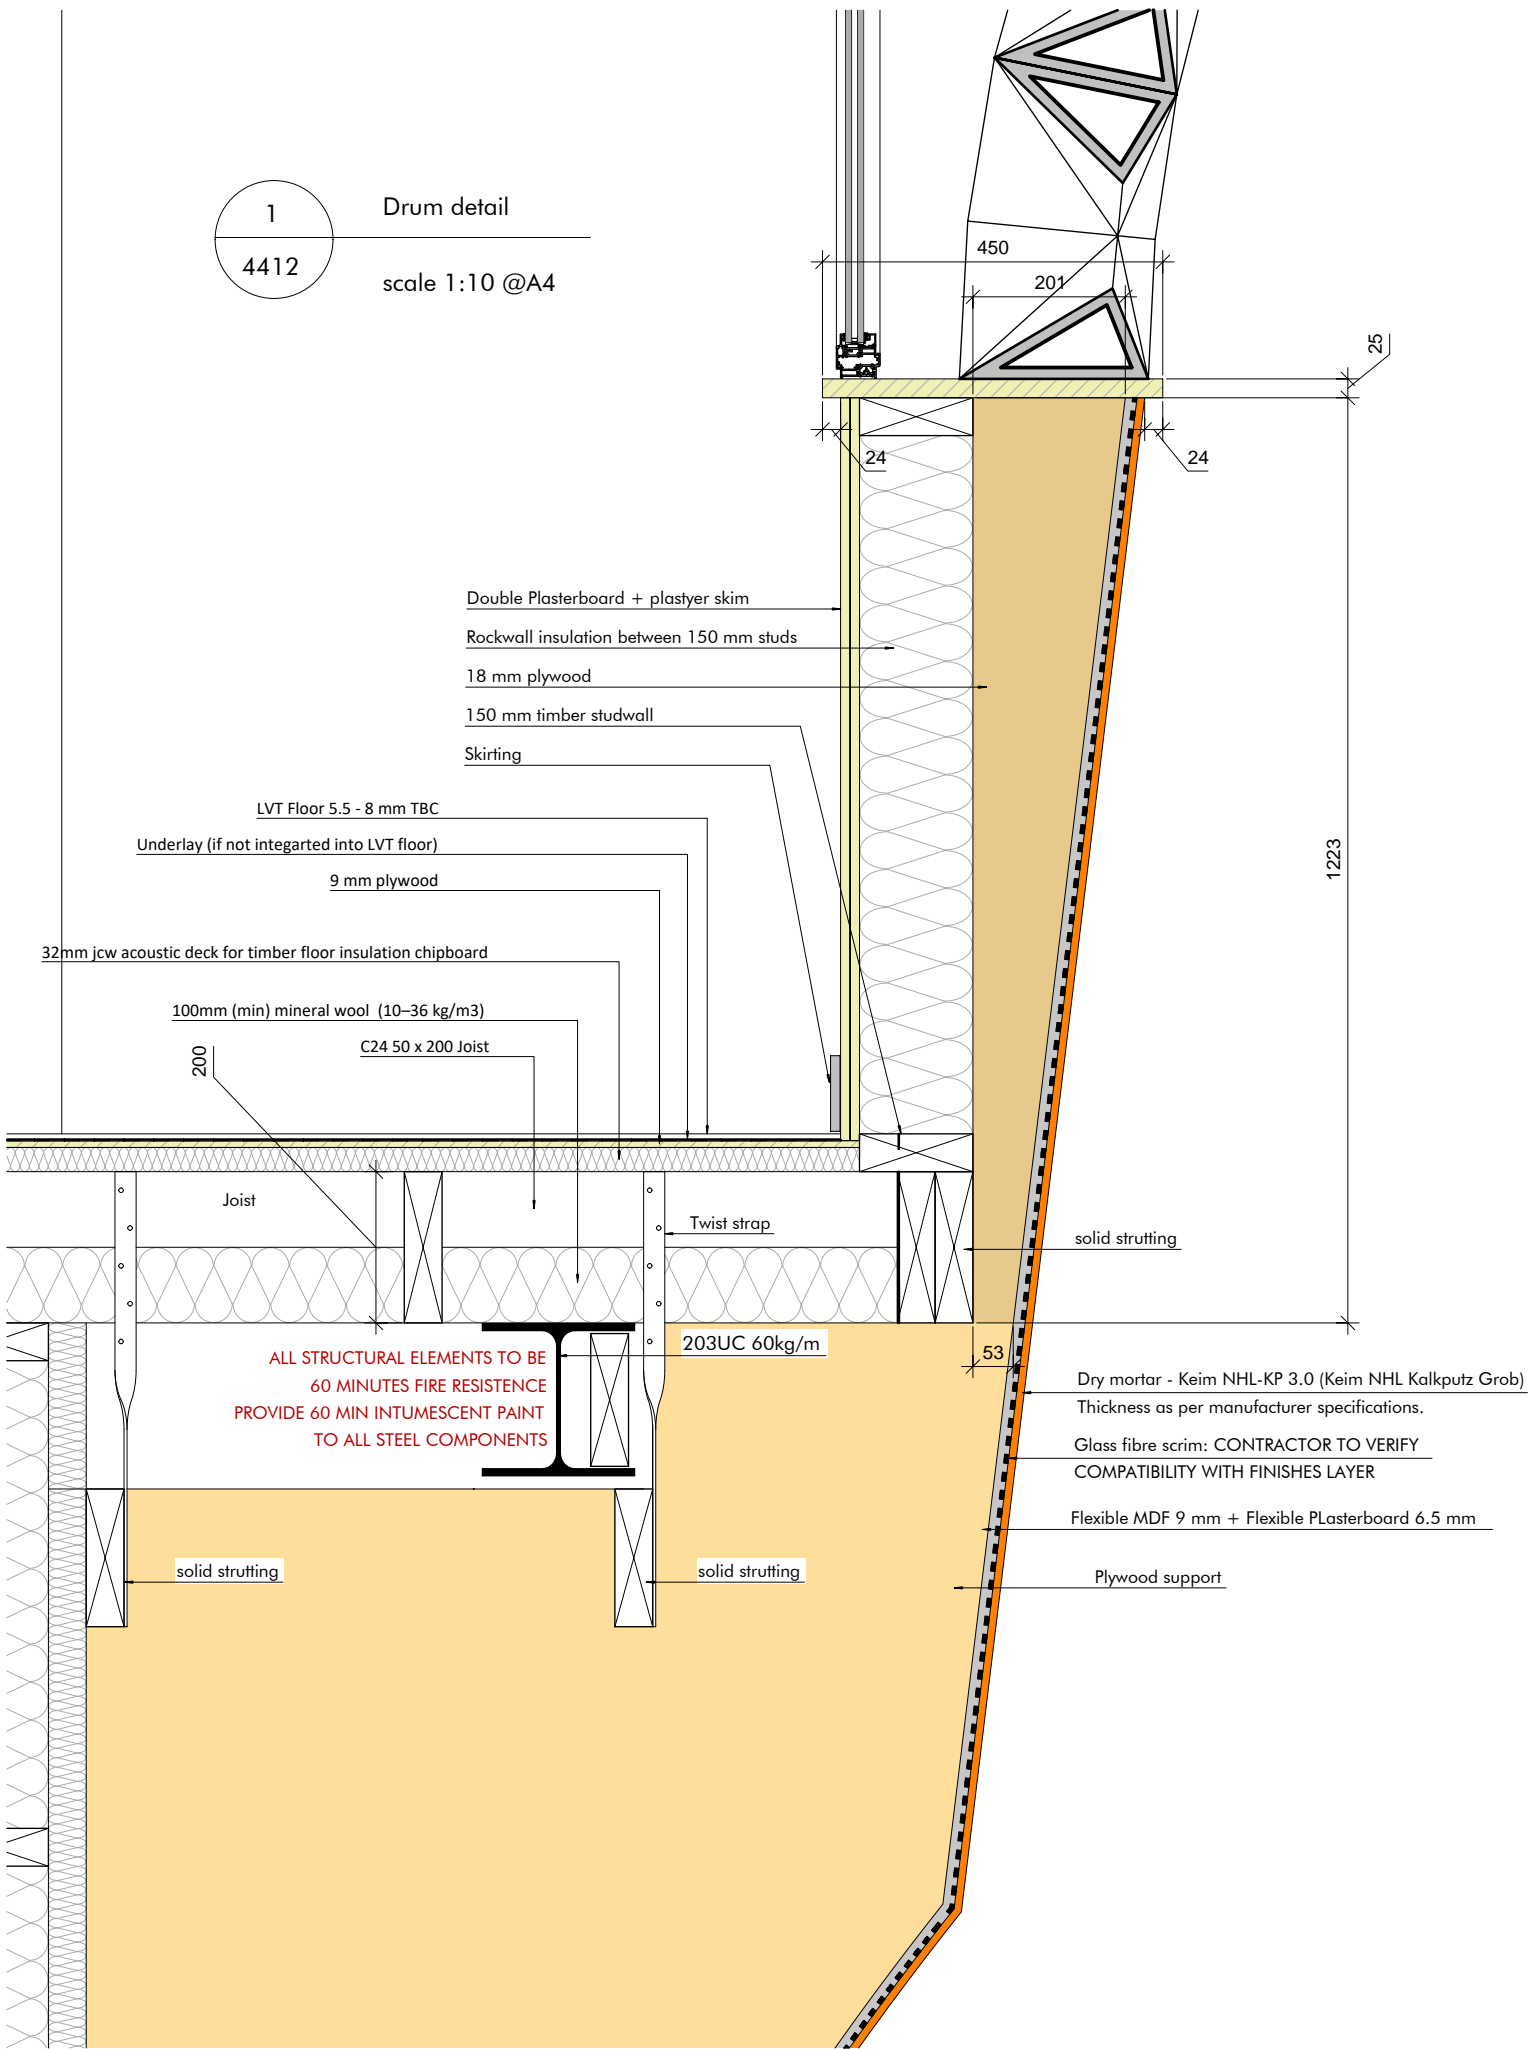 1
4412
Drum detail
scale 1:10 @A4
450
201
25
24
24
Double Plasterboard + plastyer skim
Rockwall insulation between 150 mm studs
18 mm plywood
150 mm timber studwall
Skirting
LVT Floor 5.5 - 8 mm TBC
Underlay (if not integarted into LVT floor)
9 mm plywood
1223
32mm jcw acoustic deck for timber floor insulation chipboard
100mm (min) mineral wool (10–36 kg/m3)
C24 50 x 200 Joist
200
Joist
Twist strap
solid strutting
203UC 60kg/m
53
ALL STRUCTURAL ELEMENTS TO BE
60 MINUTES FIRE RESISTENCE
PROVIDE 60 MIN INTUMESCENT PAINT
TO ALL STEEL COMPONENTS
Dry mortar - Keim NHL-KP 3.0 (Keim NHL Kalkputz Grob)
Thickness as per manufacturer specifications.
Glass fibre scrim: CONTRACTOR TO VERIFY
COMPATIBILITY WITH FINISHES LAYER
Flexible MDF 9 mm + Flexible PLasterboard 6.5 mm
solid strutting
solid strutting
Plywood support